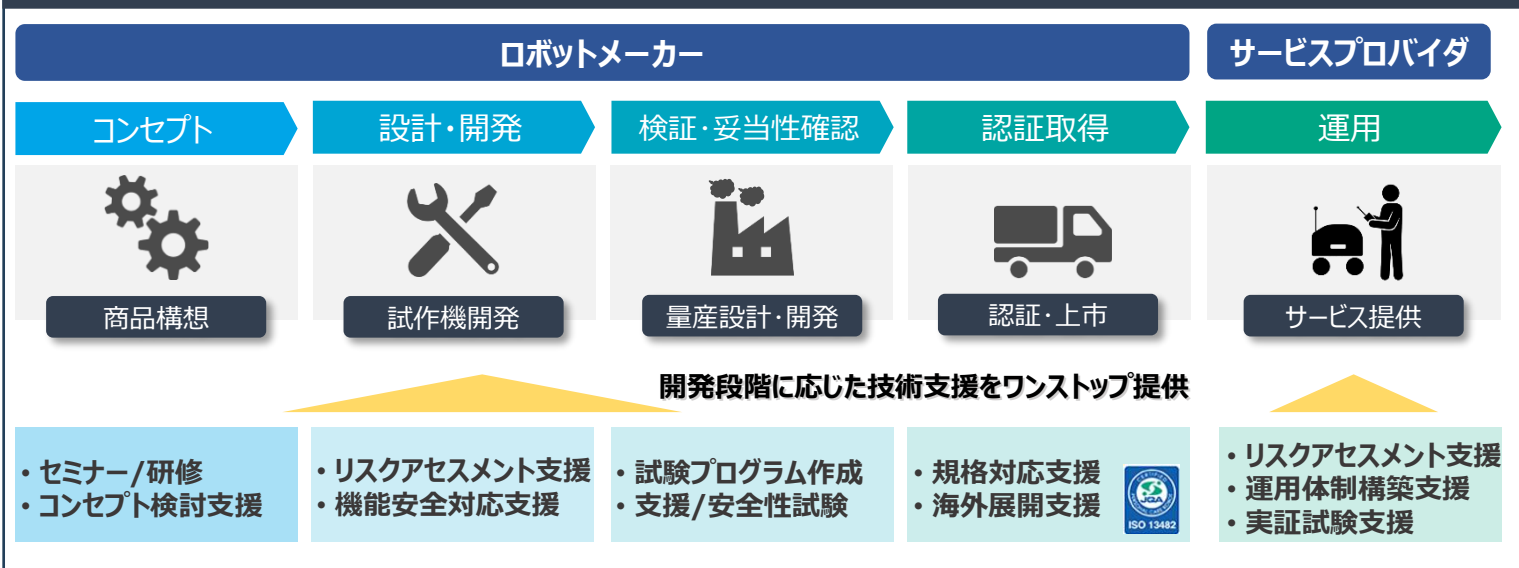 ロボットメーカー
サービスプロバイダ
コンセプト
設計・開発
検証・妥当性確認
認証取得
運用
商品構想
試作機開発
量産設計・開発
認証・上市
サービス提供
開発段階に応じた技術支援をワンストップ提供
・セミナー/研修
・コンセプト検討支援
・リスクアセスメント支援
・機能安全対応支援
・試験プログラム作成
・支援/安全性試験
・規格対応支援
・海外展開支援
JQA
ISO 13482
・リスクアセスメント支援
・運用体制構築支援
・実証試験支援